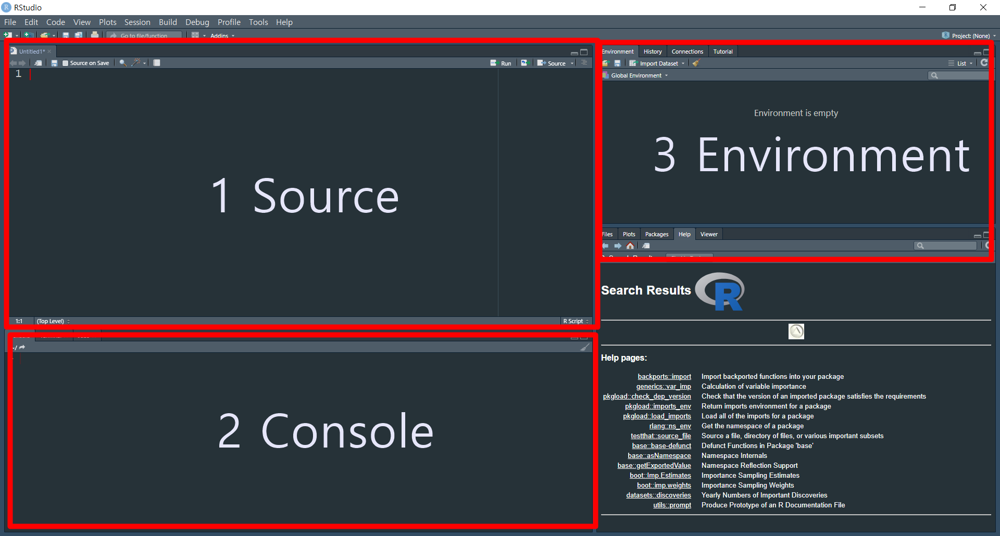 RStudio
File Edit Code View Plots Session Build Debug Profile Tools Help
Go to file/function Addins Project: (None)
Untitled1*
Source on Save Run Source
1
1 Source
1:1 (Top Level) R Script
~/
2 Console
Environment History Connections Tutorial
Import Dataset List
Global Environment
Environment is empty
3 Environment
Files Plots Packages Help Viewer
Search Results R
Help pages:
backports::import Import backported functions into your package
generics::var_imp Calculation of variable importance
pkgload::check_dep_version Check that the version of an imported package satisfies the requirements
pkgload::imports_env Return imports environment for a package
pkgload::load_imports Load all of the imports for a package
rlang::ns_env Get the namespace of a package
testthat::source_file Source a file, directory of files, or various important subsets
base::base-defunct Defunct Functions in Package 'base'
base::asNamespace Namespace Internals
base::getExportedValue Namespace Reflection Support
boot::Imp.Estimates Importance Sampling Estimates
boot::imp.weights Importance Sampling Weights
datasets::discoveries Yearly Numbers of Important Discoveries
utils::prompt Produce Prototype of an R Documentation File